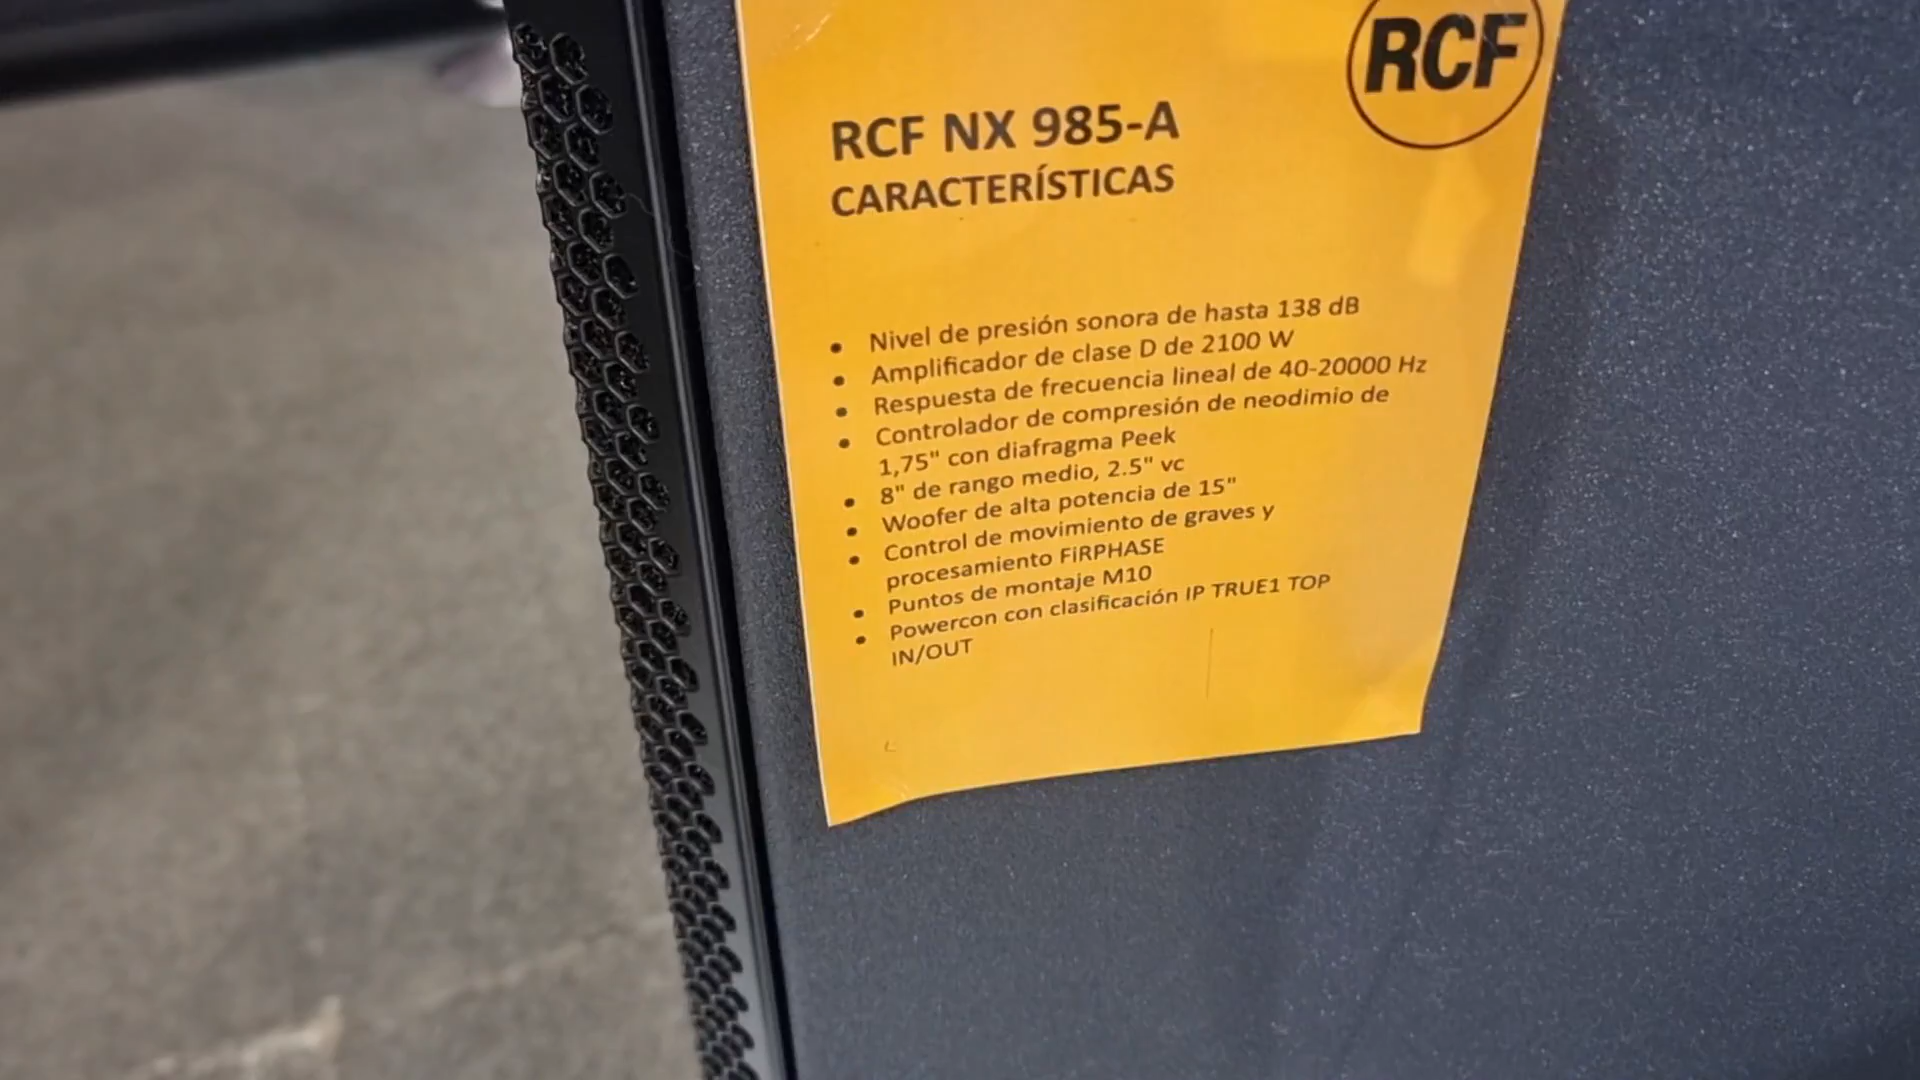 RCF
RCF NX 985-A
CARACTERÍSTICAS
• Nivel de presión sonora de hasta 138 dB
• Amplificador de clase D de 2100 W
• Respuesta de frecuencia lineal de 40-20000 Hz
• Controlador de compresión de neodimio de
1,75" con diafragma Peek
• 8" de rango medio, 2.5" vc
• Woofer de alta potencia de 15"
• Control de movimiento de graves y
procesamiento FiRPHASE
• Puntos de montaje M10
• Powercon con clasificación IP TRUE1 TOP
IN/OUT